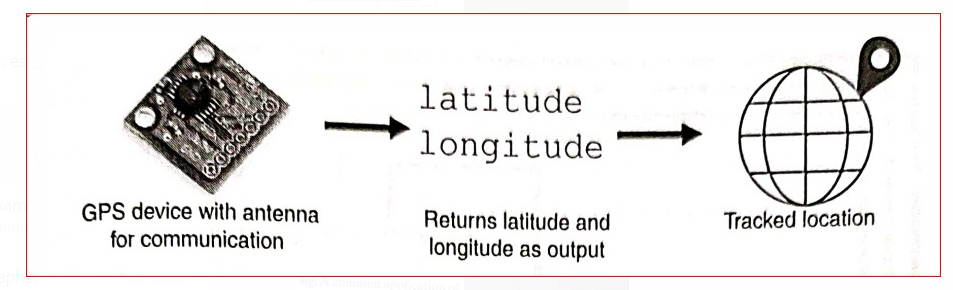 latitude
longitude
GPS device with antenna
for communication
Returns latitude and
longitude as output
Tracked location